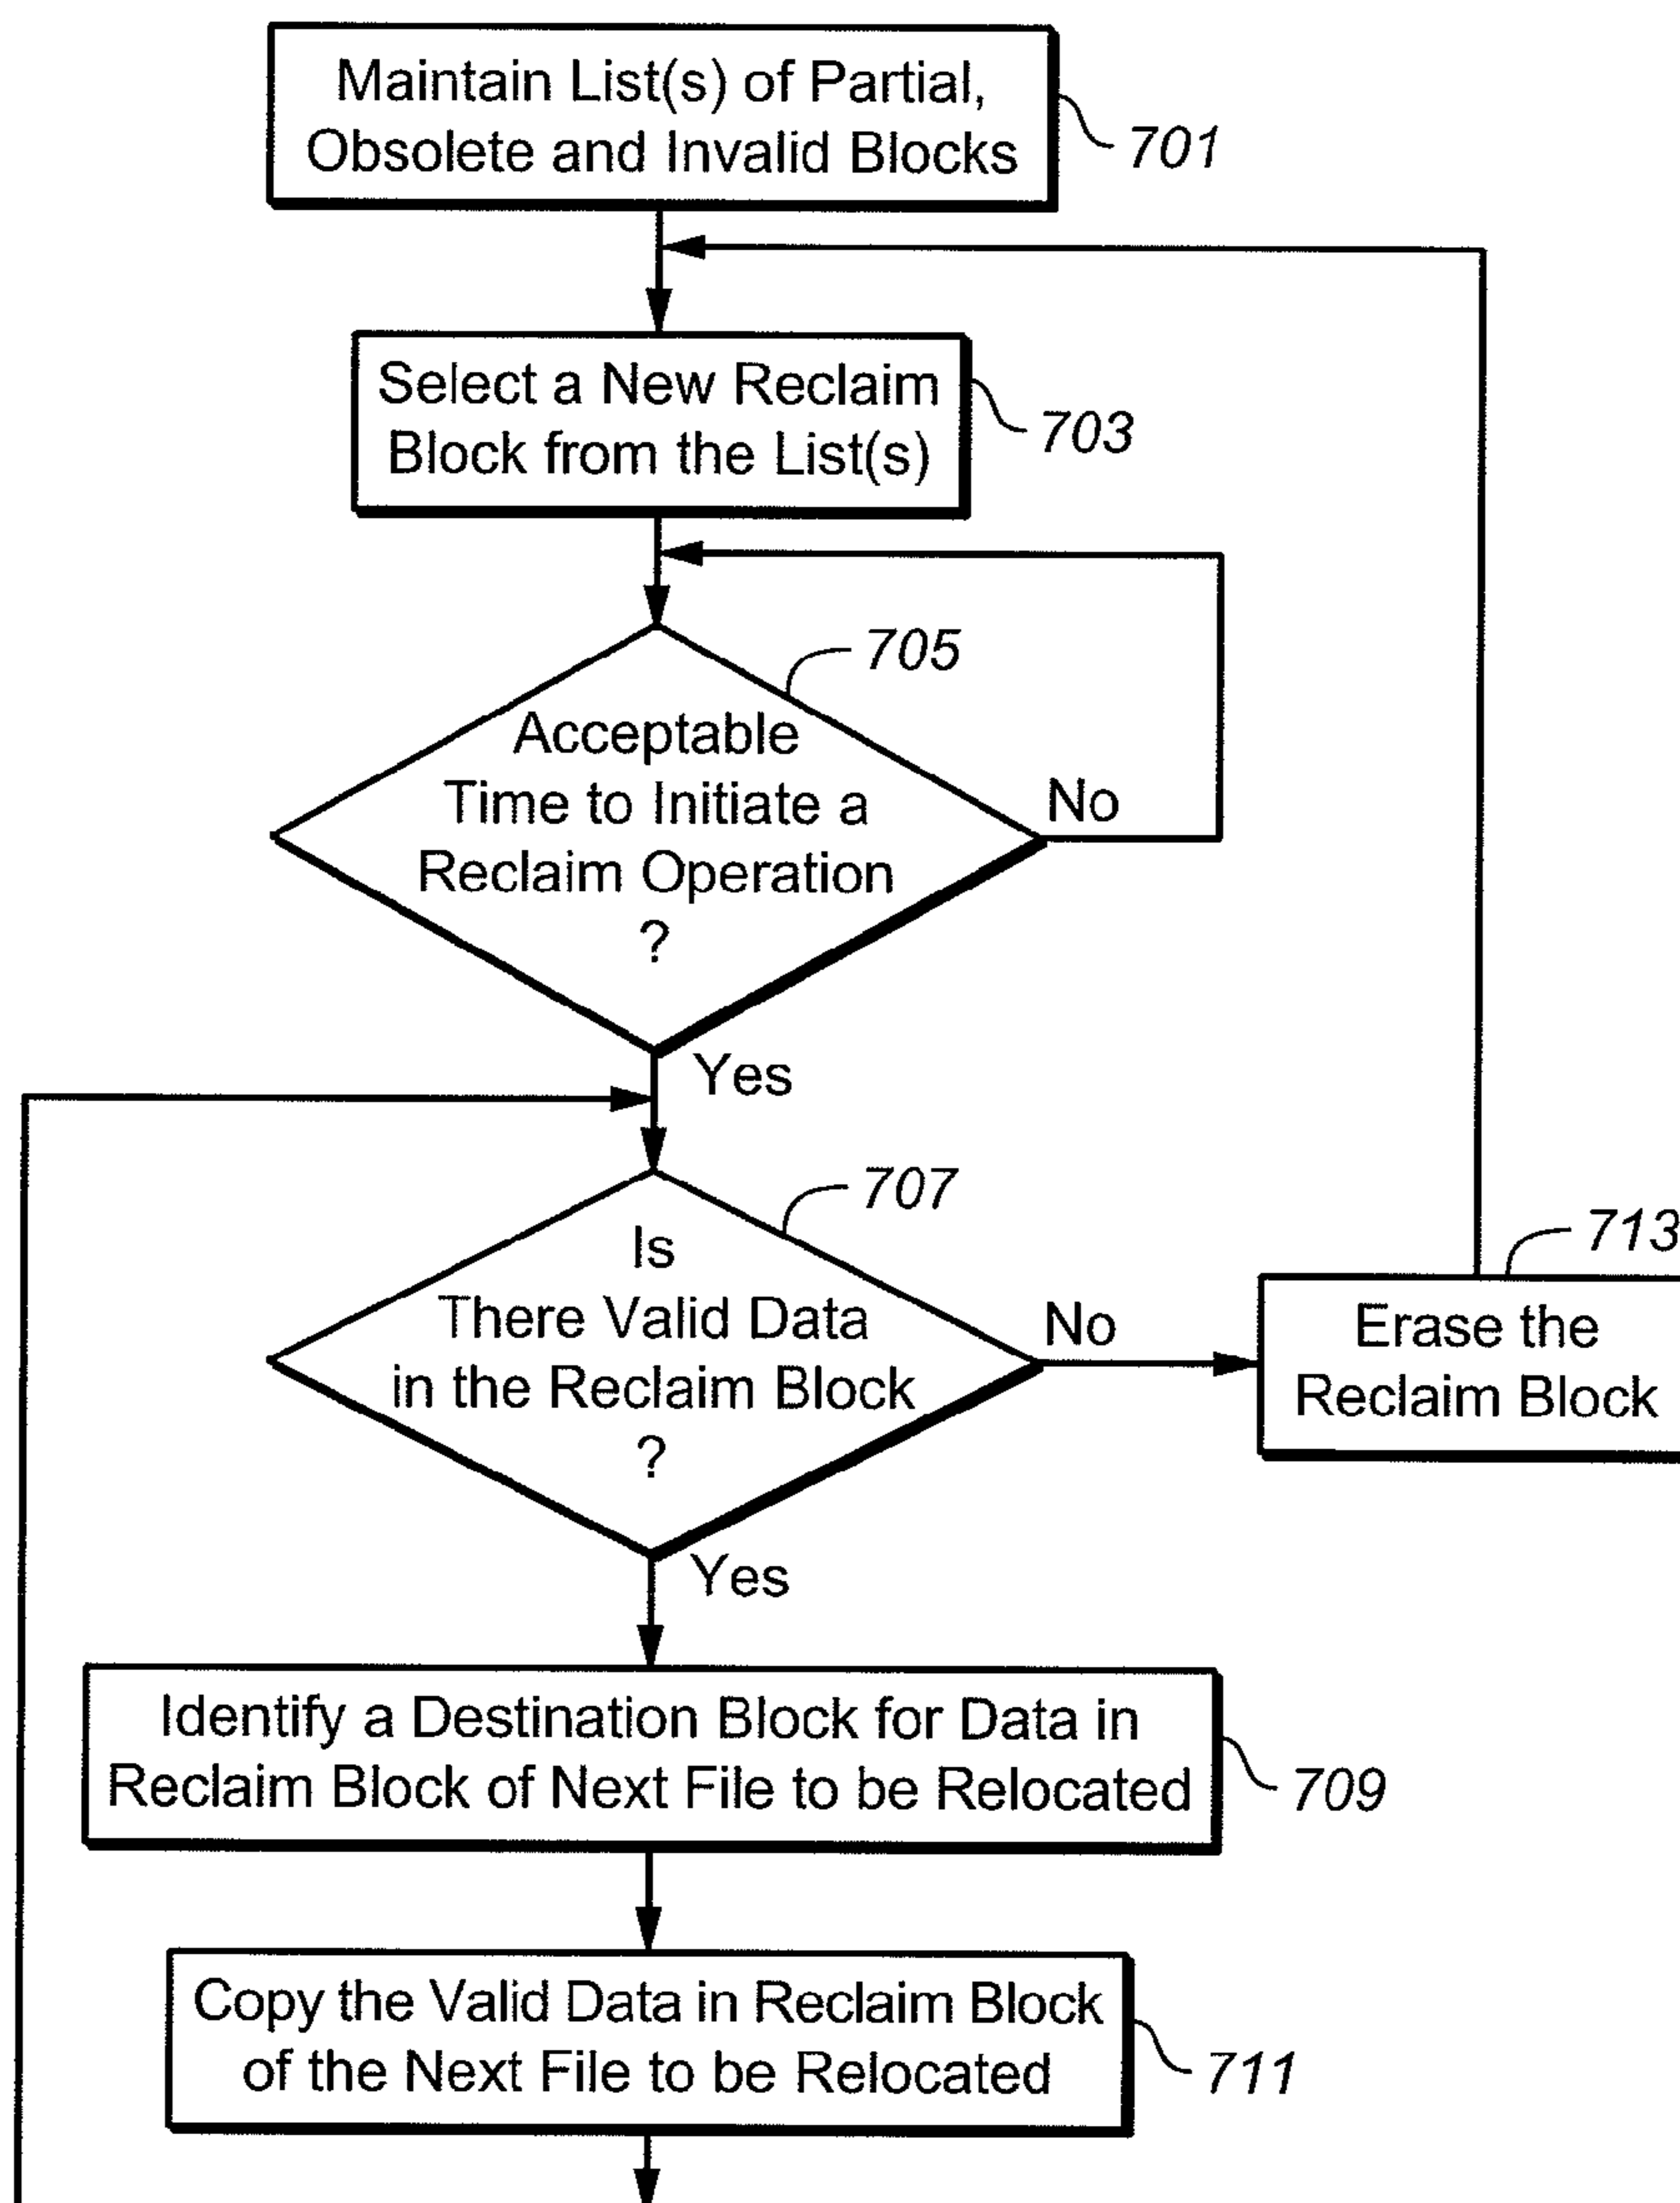 Maintain List(s) of Partial,
Obsolete and Invalid Blocks
701
Select a New Reclaim
Block from the List(s)
703
705
Acceptable
Time to Initiate a
Reclaim Operation
?
No
Yes
707
Is
There Valid Data
in the Reclaim Block
?
No
713
Erase the
Reclaim Block
Yes
Identify a Destination Block for Data in
Reclaim Block of Next File to be Relocated
709
Copy the Valid Data in Reclaim Block
of the Next File to be Relocated
711